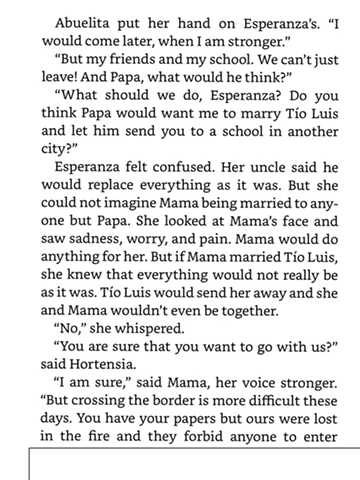 Abuelita put her hand on Esperanza’s. “I
would come later, when I am stronger.”
“But my friends and my school. We can’t just
leave! And Papa, what would he think?”
“What should we do, Esperanza? Do you
think Papa would want me to marry Tío Luis
and let him send you to a school in another
city?”
Esperanza felt confused. Her uncle said he
would replace everything as it was. But she
could not imagine Mama being married to any-
one but Papa. She looked at Mama’s face and
saw sadness, worry, and pain. Mama would do
anything for her. But if Mama married Tío Luis,
she knew that everything would not really be
as it was. Tío Luis would send her away and she
and Mama wouldn’t even be together.
“No,” she whispered.
“You are sure that you want to go with us?”
said Hortensia.
“I am sure,” said Mama, her voice stronger.
“But crossing the border is more difficult these
days. You have your papers but ours were lost
in the fire and they forbid anyone to enter